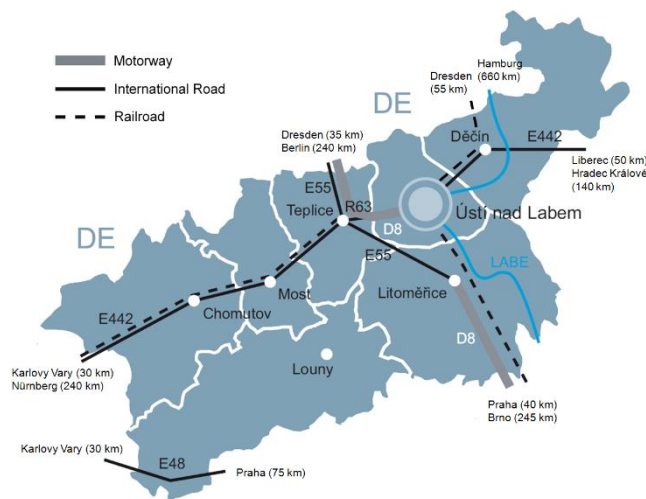 Motorway
International Road
Railroad
Hamburg
(660 km)
Dresden
(55 km)
DE
Děčín
E442
Dresden (35 km)
Berlin (240 km)
Liberec (50 km)
Hradec Králové
(140 km)
E55
R63
Teplice
Ústí nad Labem
D8
DE
E55
LABE
Most
Litoměřice
Chomutov
E442
D8
Louny
Karlovy Vary (30 km)
Nürnberg (240 km)
Praha (40 km)
Brno (245 km)
Karlovy Vary (30 km)
E48
Praha (75 km)